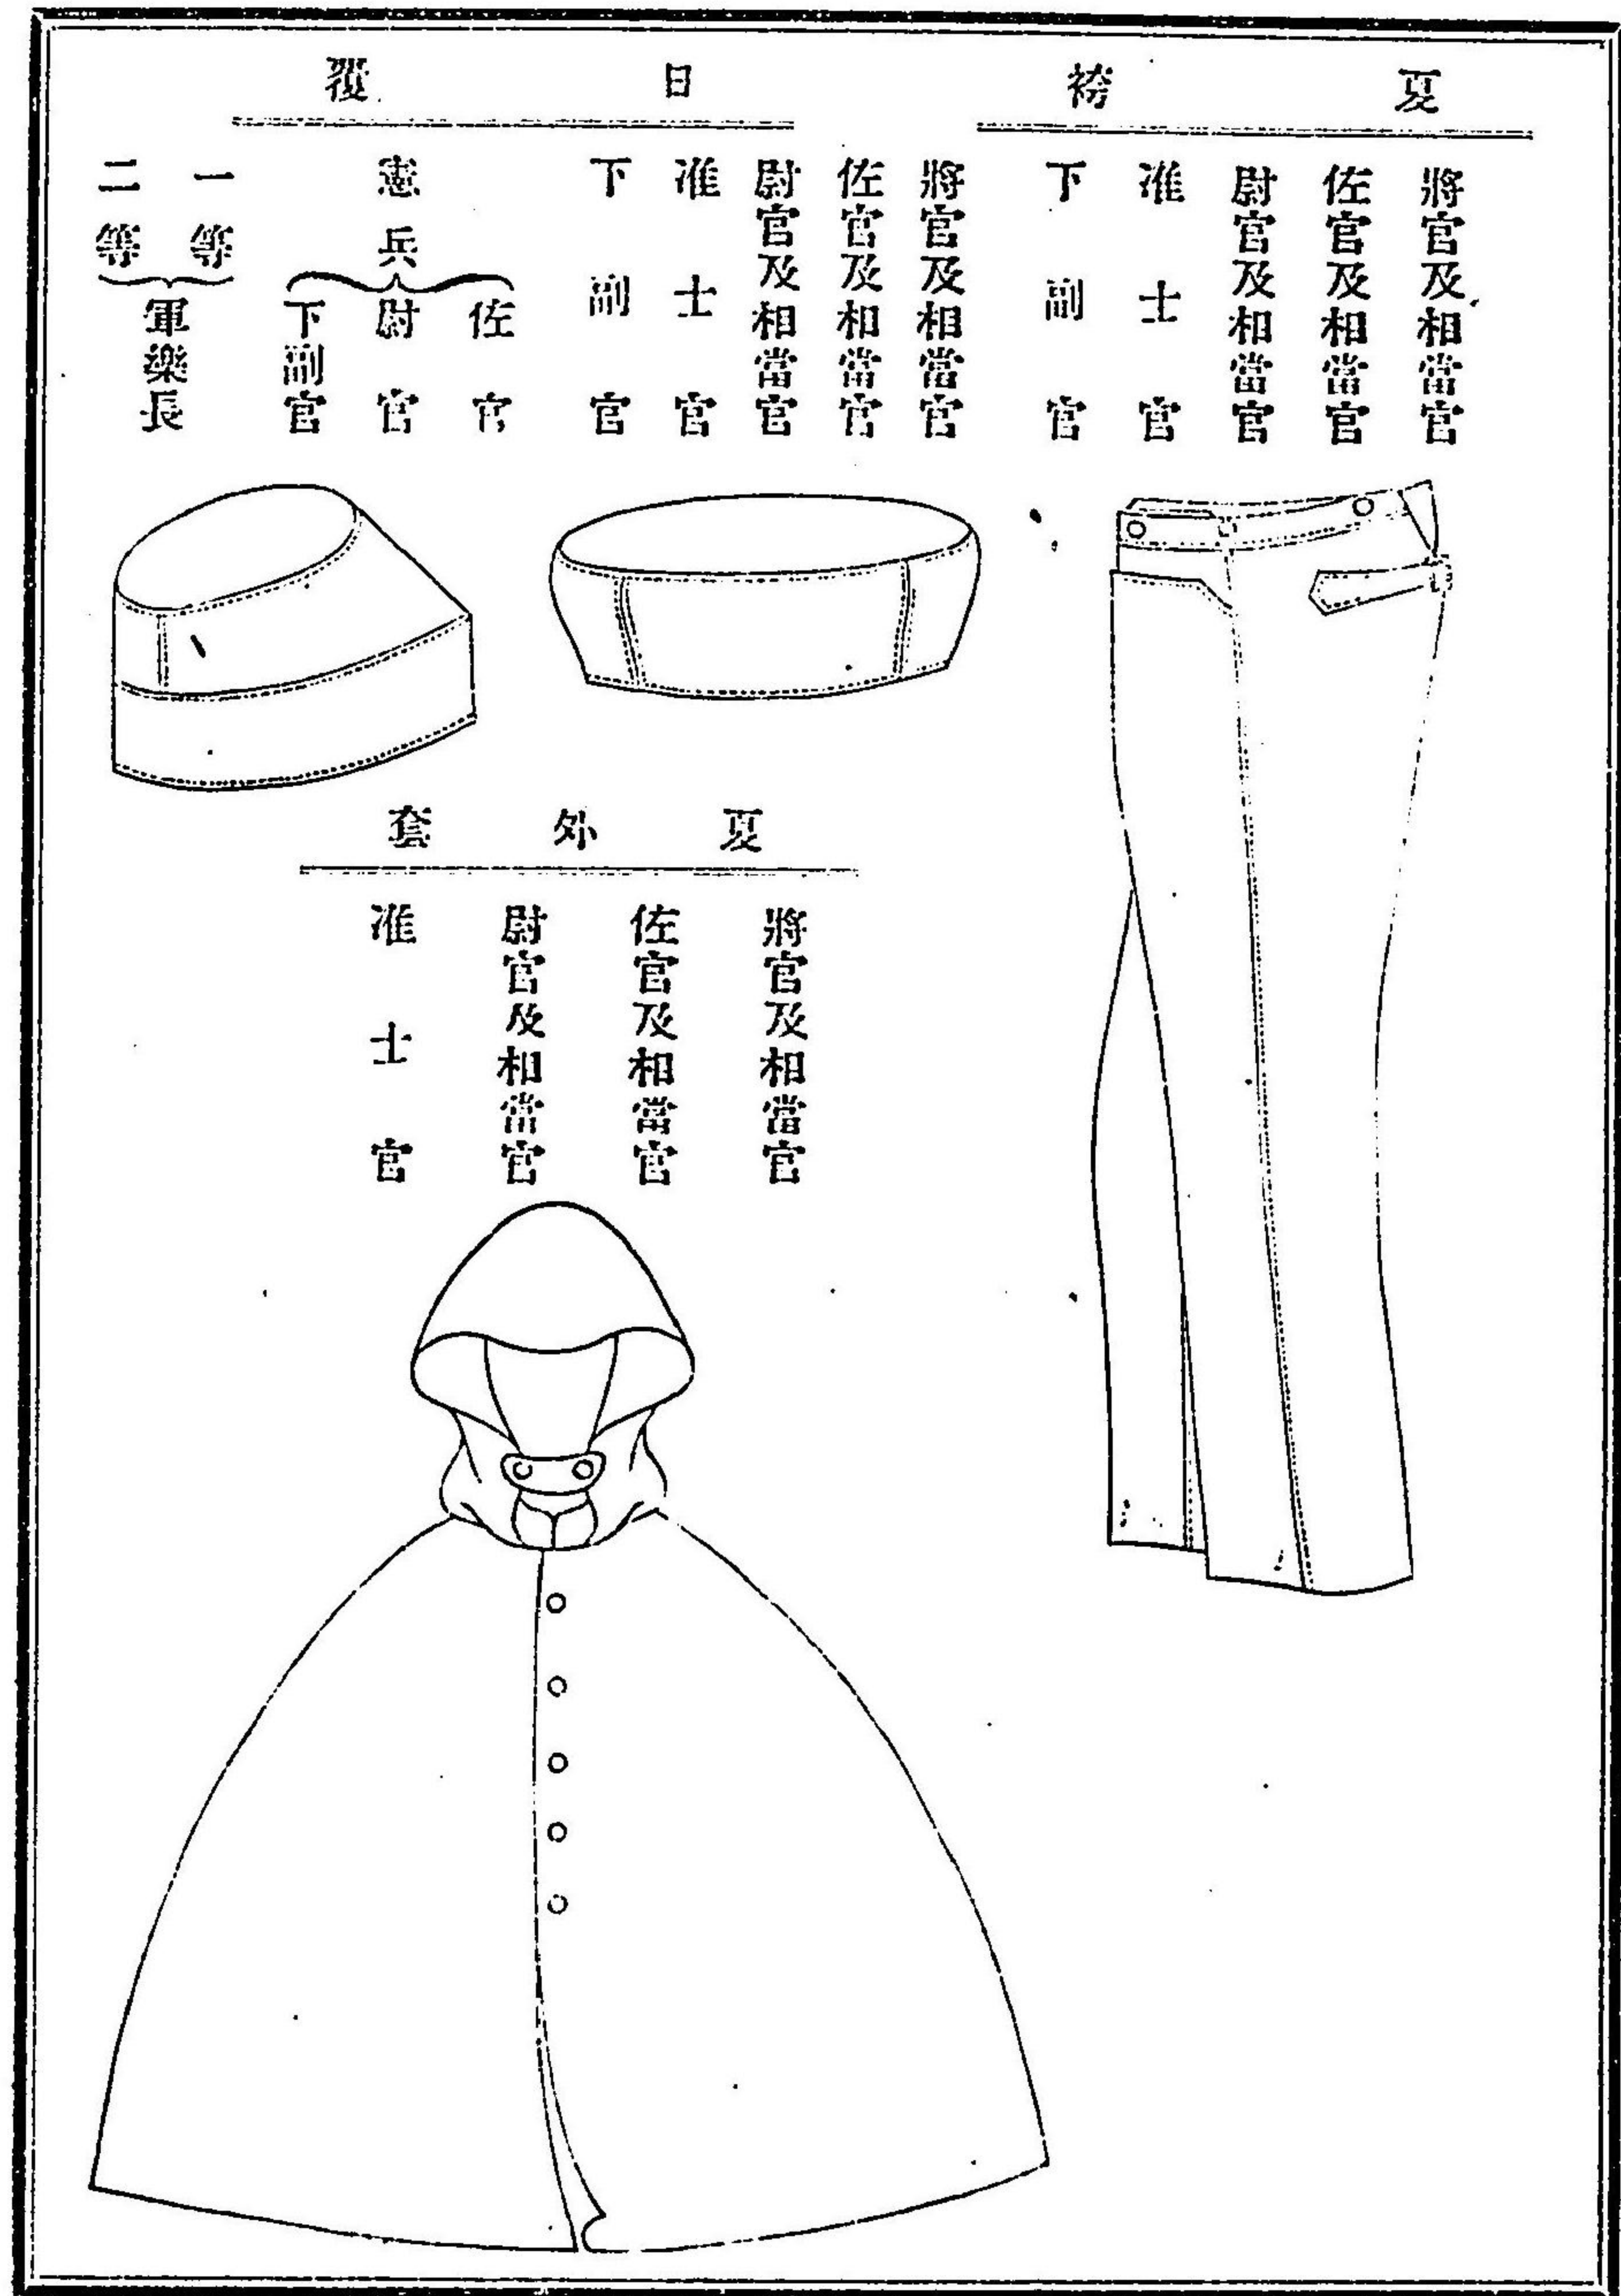 夏袴
將官及相當官
佐官及相當官
尉官及相當官
准士官
下副官
日覆
將官及相當官
佐官及相當官
尉官及相當官
准士官
下副官
憲兵
佐官
尉官
下副官
一等
二等
軍樂長
夏外套
將官及相當官
佐官及相當官
尉官及相當官
准士官